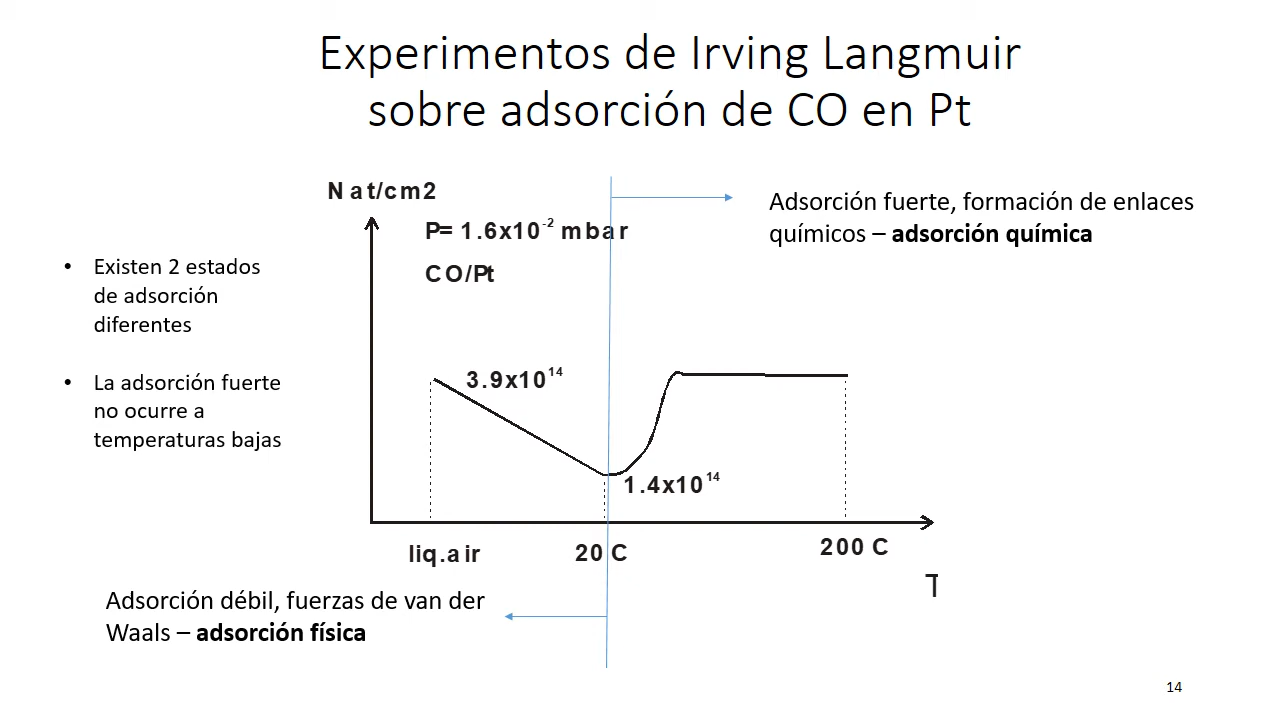 Experimentos de Irving Langmuir
sobre adsorción de CO en Pt
N at/cm2
P= 1.6x10⁻² mbar
CO/Pt
Adsorción fuerte, formación de enlaces
químicos – adsorción química
• Existen 2 estados
de adsorción
diferentes
• La adsorción fuerte
no ocurre a
temperaturas bajas
3.9x10¹⁴
1.4x10¹⁴
liq.air
20 C
200 C
T
Adsorción débil, fuerzas de van der
Waals – adsorción física
14